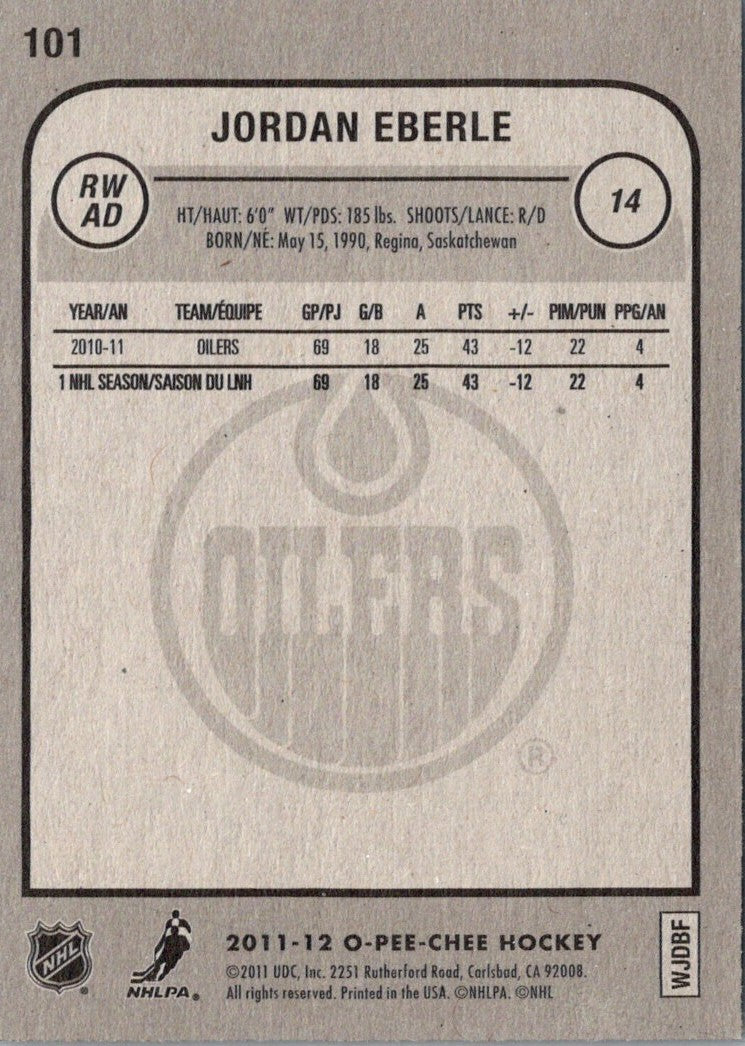 101
JORDAN EBERLE
RW
AD
14
HT/HAUT: 6'0" WT/PDS: 185 lbs. SHOOTS/LANCE: R/D
BORN/NÉ: May 15, 1990, Regina, Saskatchewan
YEAR/AN TEAM/ÉQUIPE GP/PJ G/B A PTS +/- PIM/PUN PPG/AN
2010-11 OILERS 69 18 25 43 -12 22 4
1 NHL SEASON/SAISON DU LNH 69 18 25 43 -12 22 4
OILERS
®
NHL
NHLPA®
2011-12 O-PEE-CHEE HOCKEY
©2011 UDC, Inc. 2251 Rutherford Road, Carlsbad, CA 92008.
All rights reserved. Printed in the USA. ©NHLPA. ©NHL
WJDBF